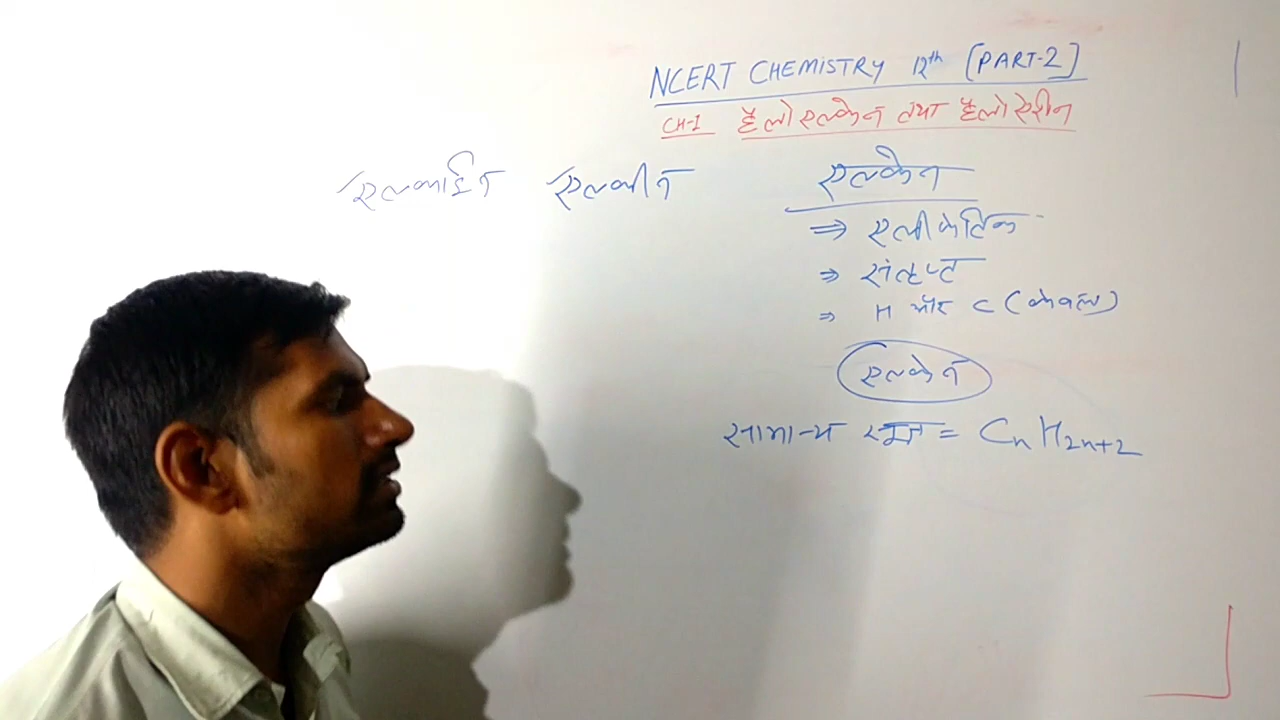 NCERT CHEMISTRY 12th [PART-2]
CH-1 हैलोएल्केन तथा हैलोऐरीन
एल्काइन एल्कीन एल्केन
⇒ एलीफेटिक
⇒ संतृप्त
⇒ H और C (केवल)
एल्केन
सामान्य सूत्र = CnH2n+2